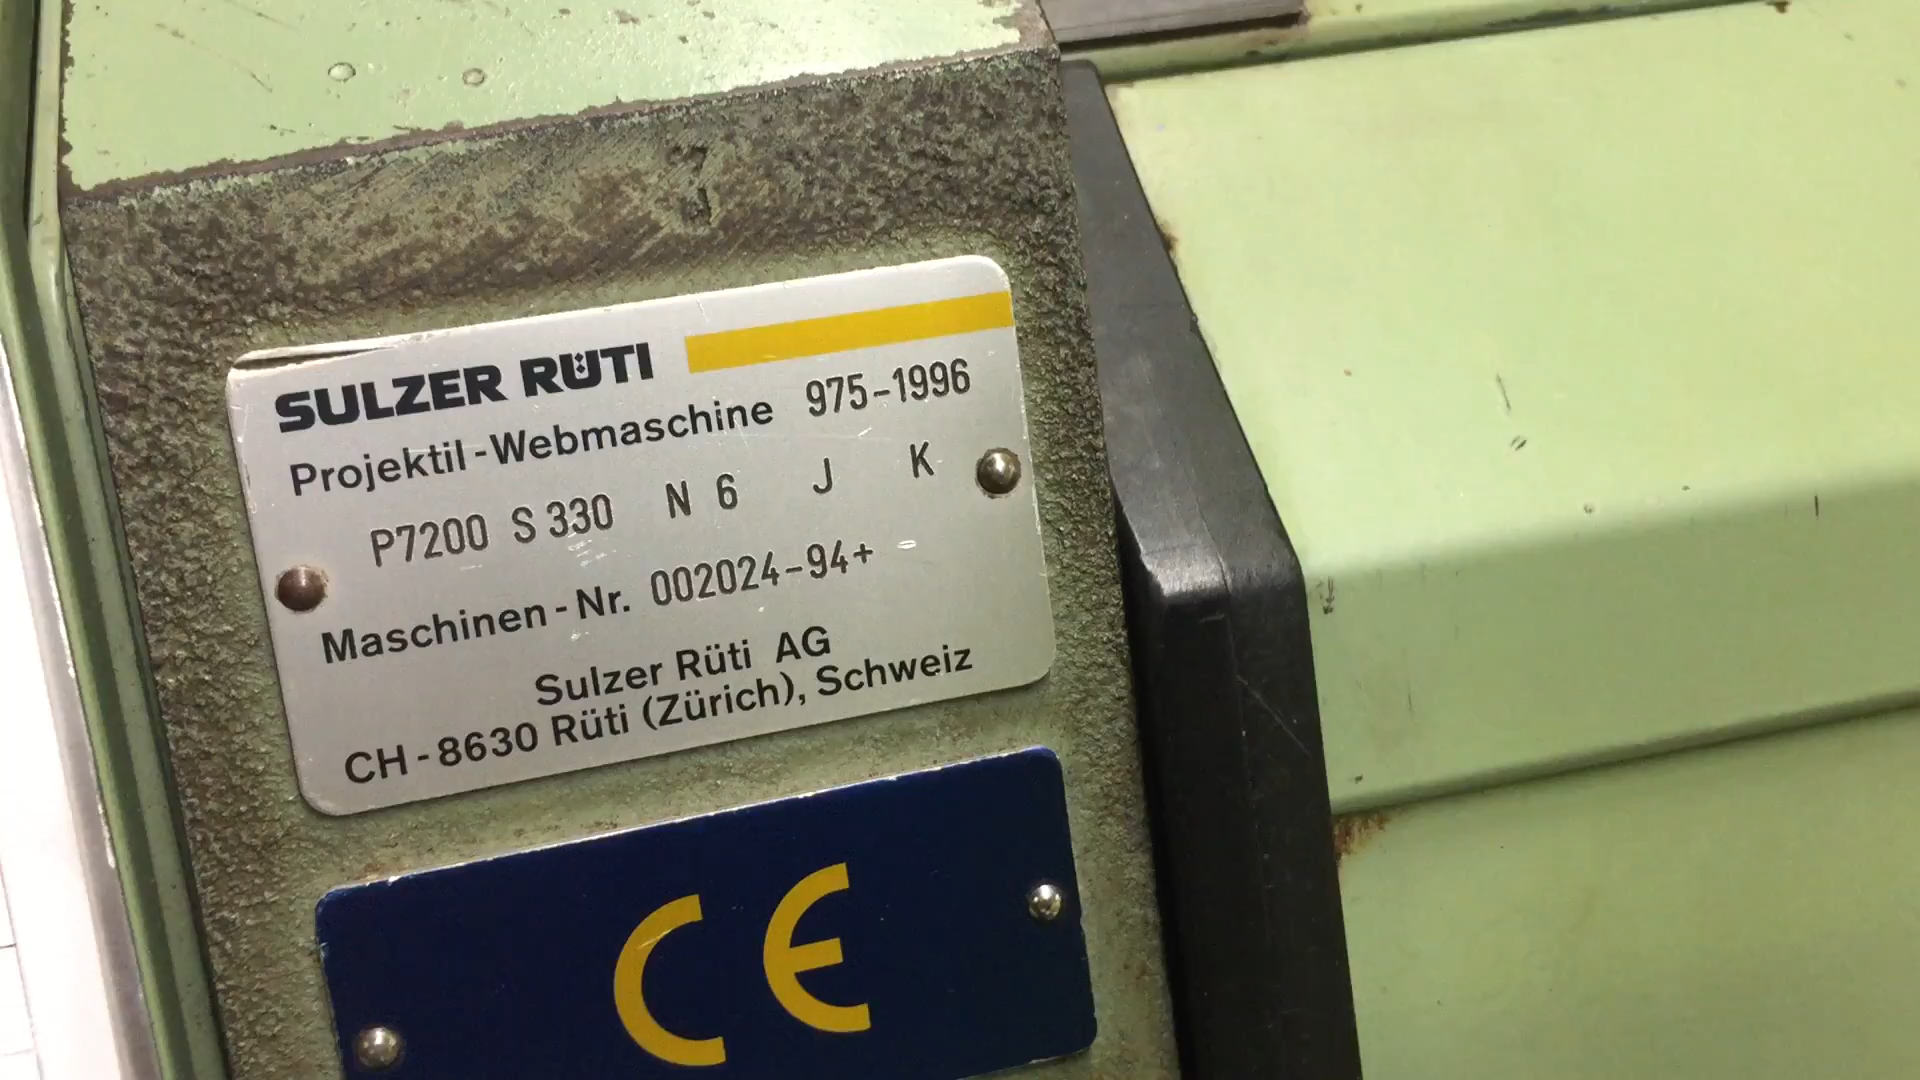 SULZER RÜTI
Projektil-Webmaschine 975-1996
P7200 S 330 N 6 J K
Maschinen-Nr. 002024-94+
Sulzer Rüti AG
CH-8630 Rüti (Zürich), Schweiz
CE